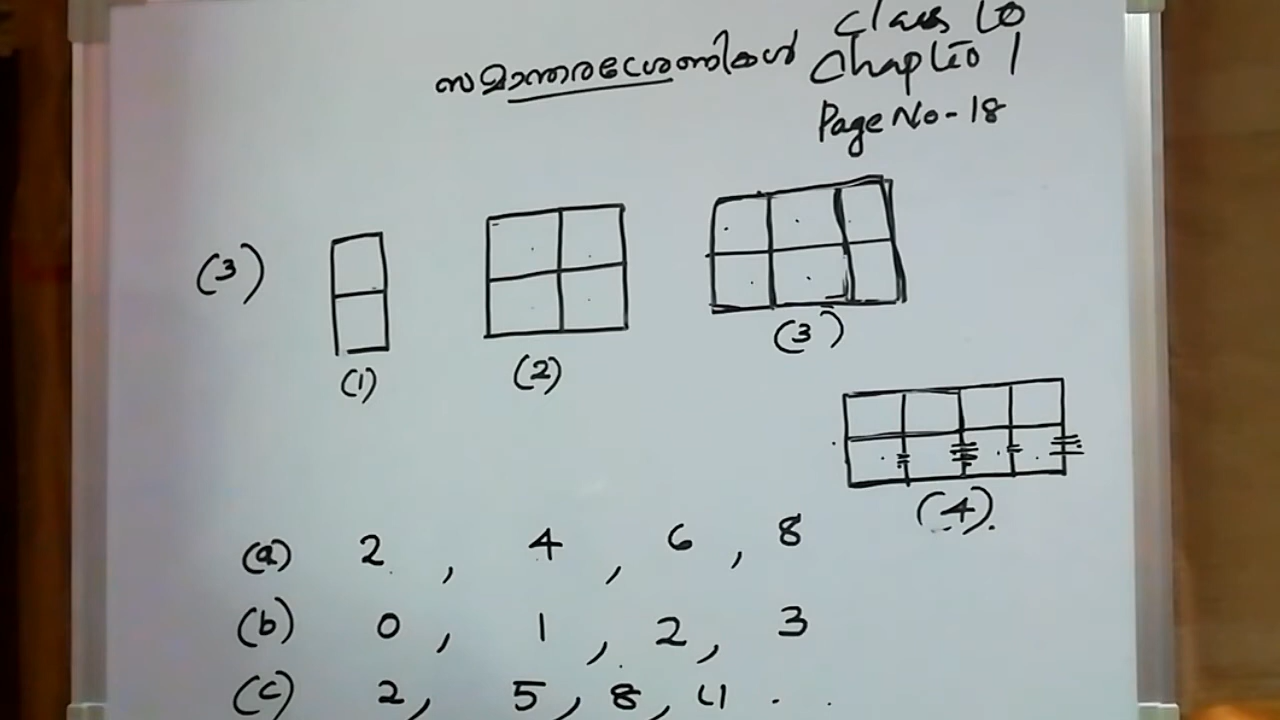 സമാന്തരശ്രേണികൾ Class 10
Chapter 1
Page No - 18
(3)
(1) (2) (3)
(4).
(a) 2 , 4 , 6 , 8
(b) 0 , 1 , 2 , 3
(c) 2 , 5 , 8 , 11 . .